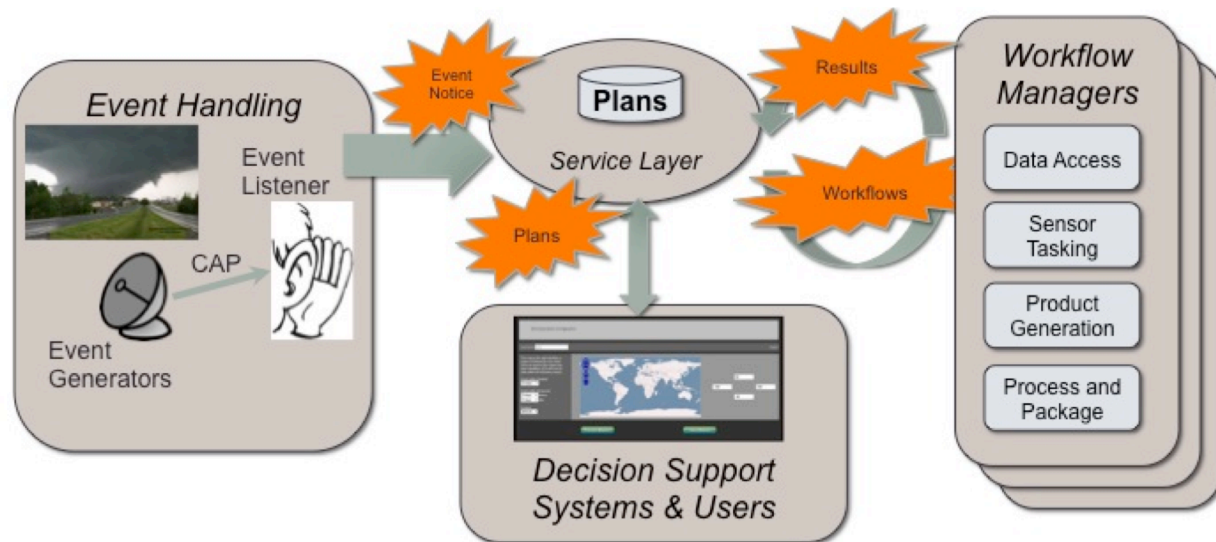 Event Handling
Event
Listener
CAP
Event
Generators
Event
Notice
Plans
Service Layer
Plans
Results
Workflows
Decision Support
Systems & Users
Workflow
Managers
Data Access
Sensor
Tasking
Product
Generation
Process and
Package